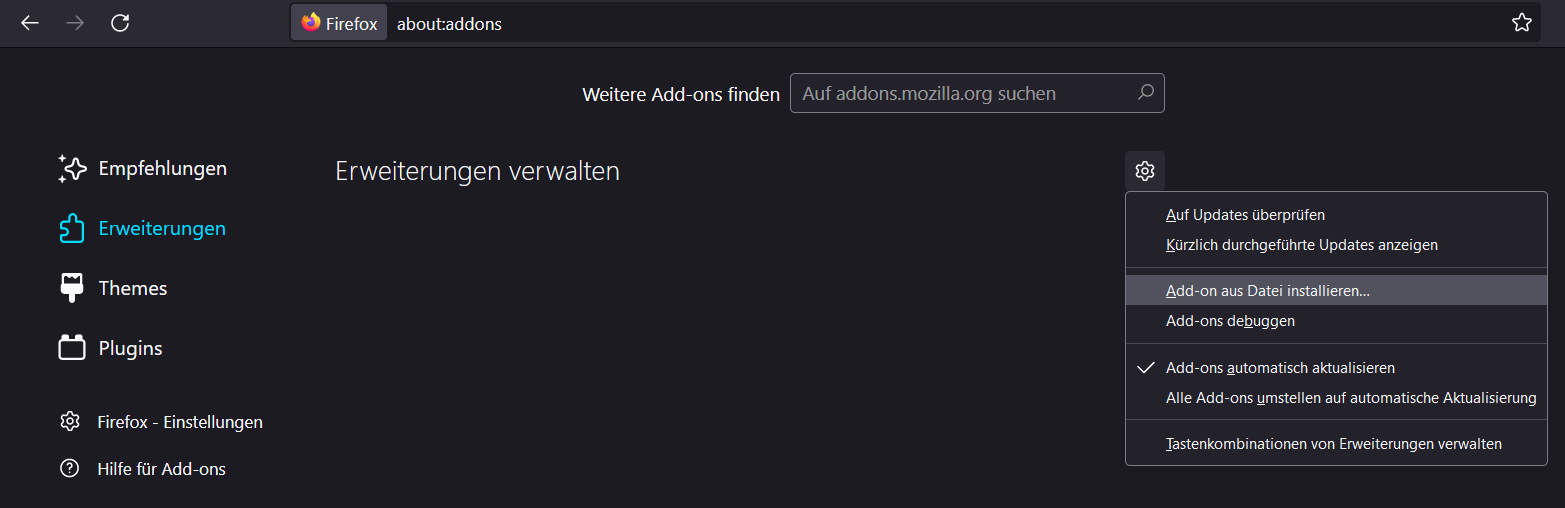 Firefox about:addons
Weitere Add-ons finden Auf addons.mozilla.org suchen
Empfehlungen
Erweiterungen
Themes
Plugins
Firefox - Einstellungen
Hilfe für Add-ons
Erweiterungen verwalten
Auf Updates überprüfen
Kürzlich durchgeführte Updates anzeigen
Add-on aus Datei installieren...
Add-ons debuggen
Add-ons automatisch aktualisieren
Alle Add-ons umstellen auf automatische Aktualisierung
Tastenkombinationen von Erweiterungen verwalten